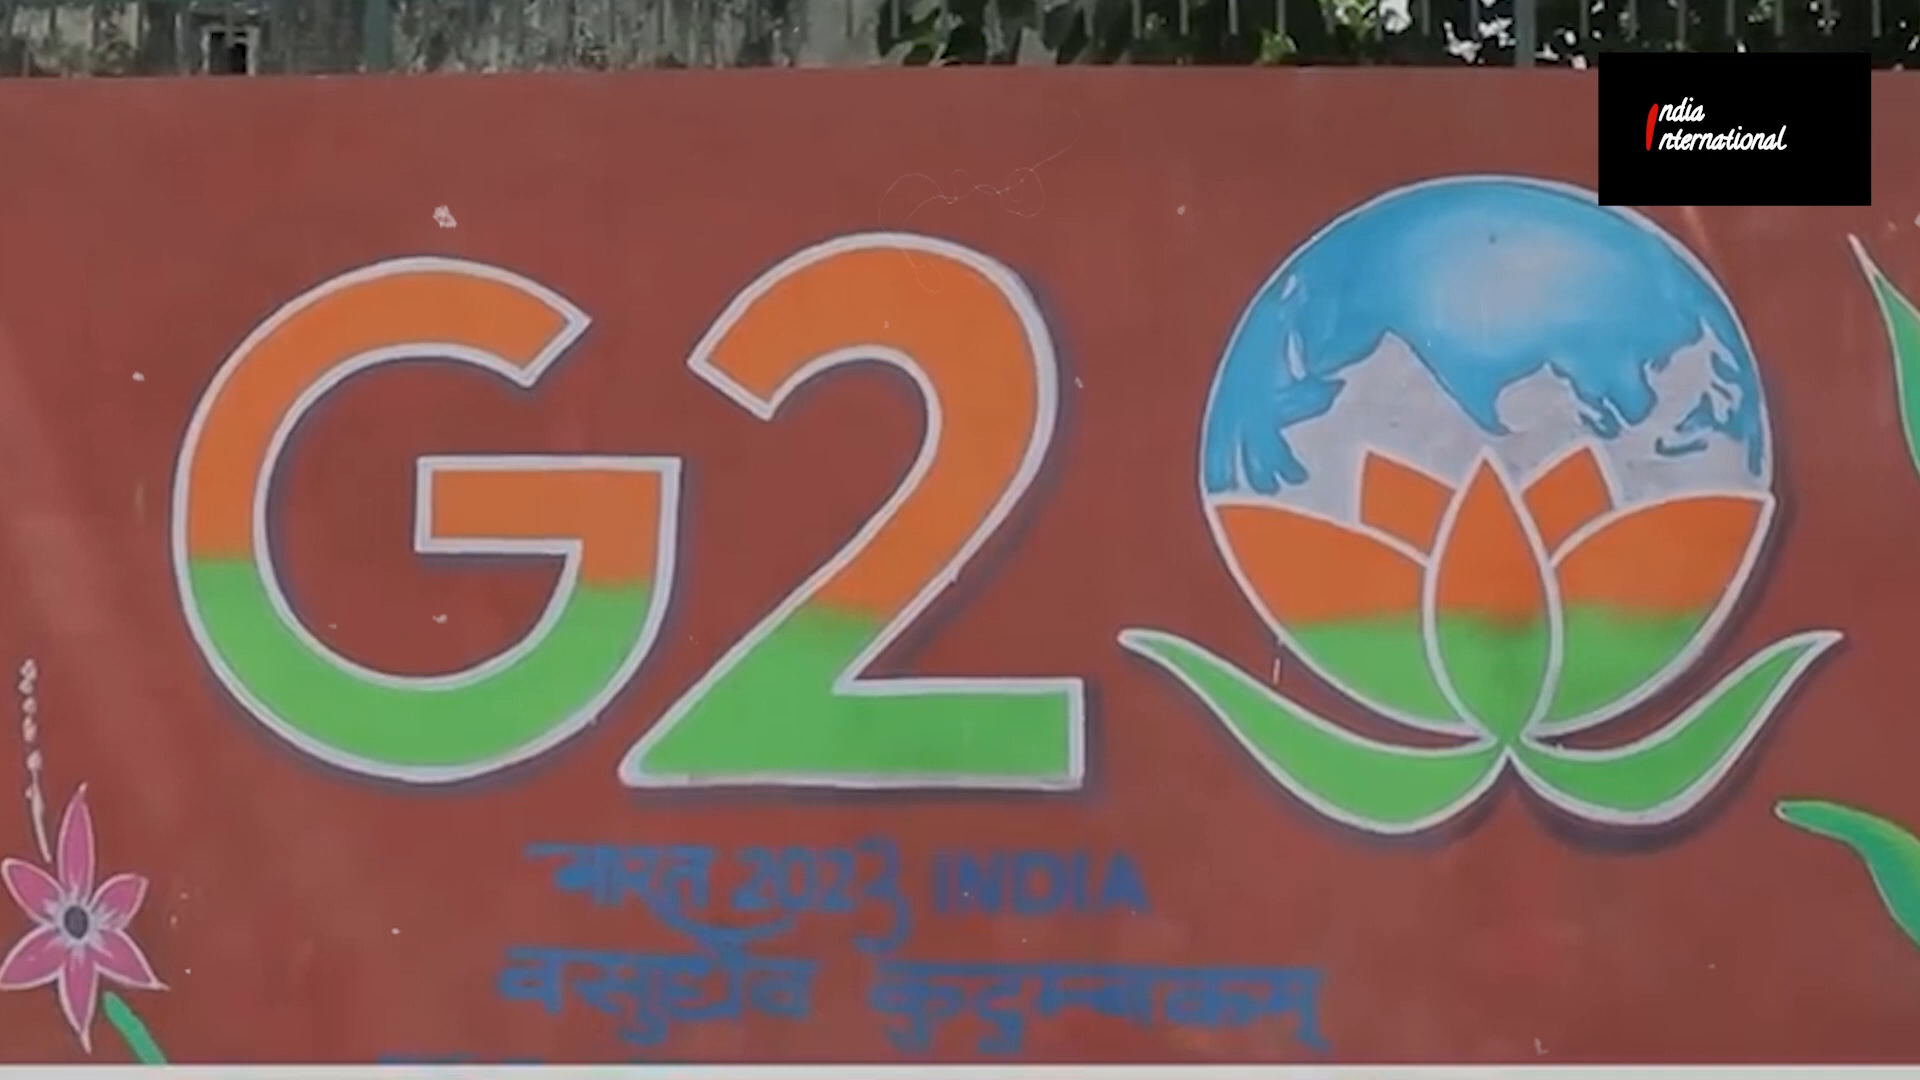 India
International
G20
भारत 2023 INDIA
वसुधैव कुटुम्बकम्